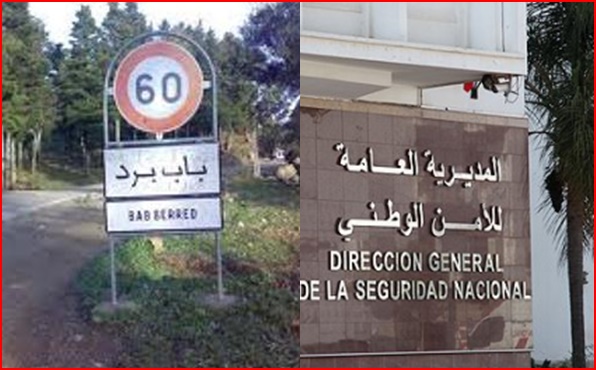 60
باب برد
BAB BERRED
المديرية العامة
للأمن الوطني
DIRECCION GENERAL
DE LA SEGURIDAD NACIONAL